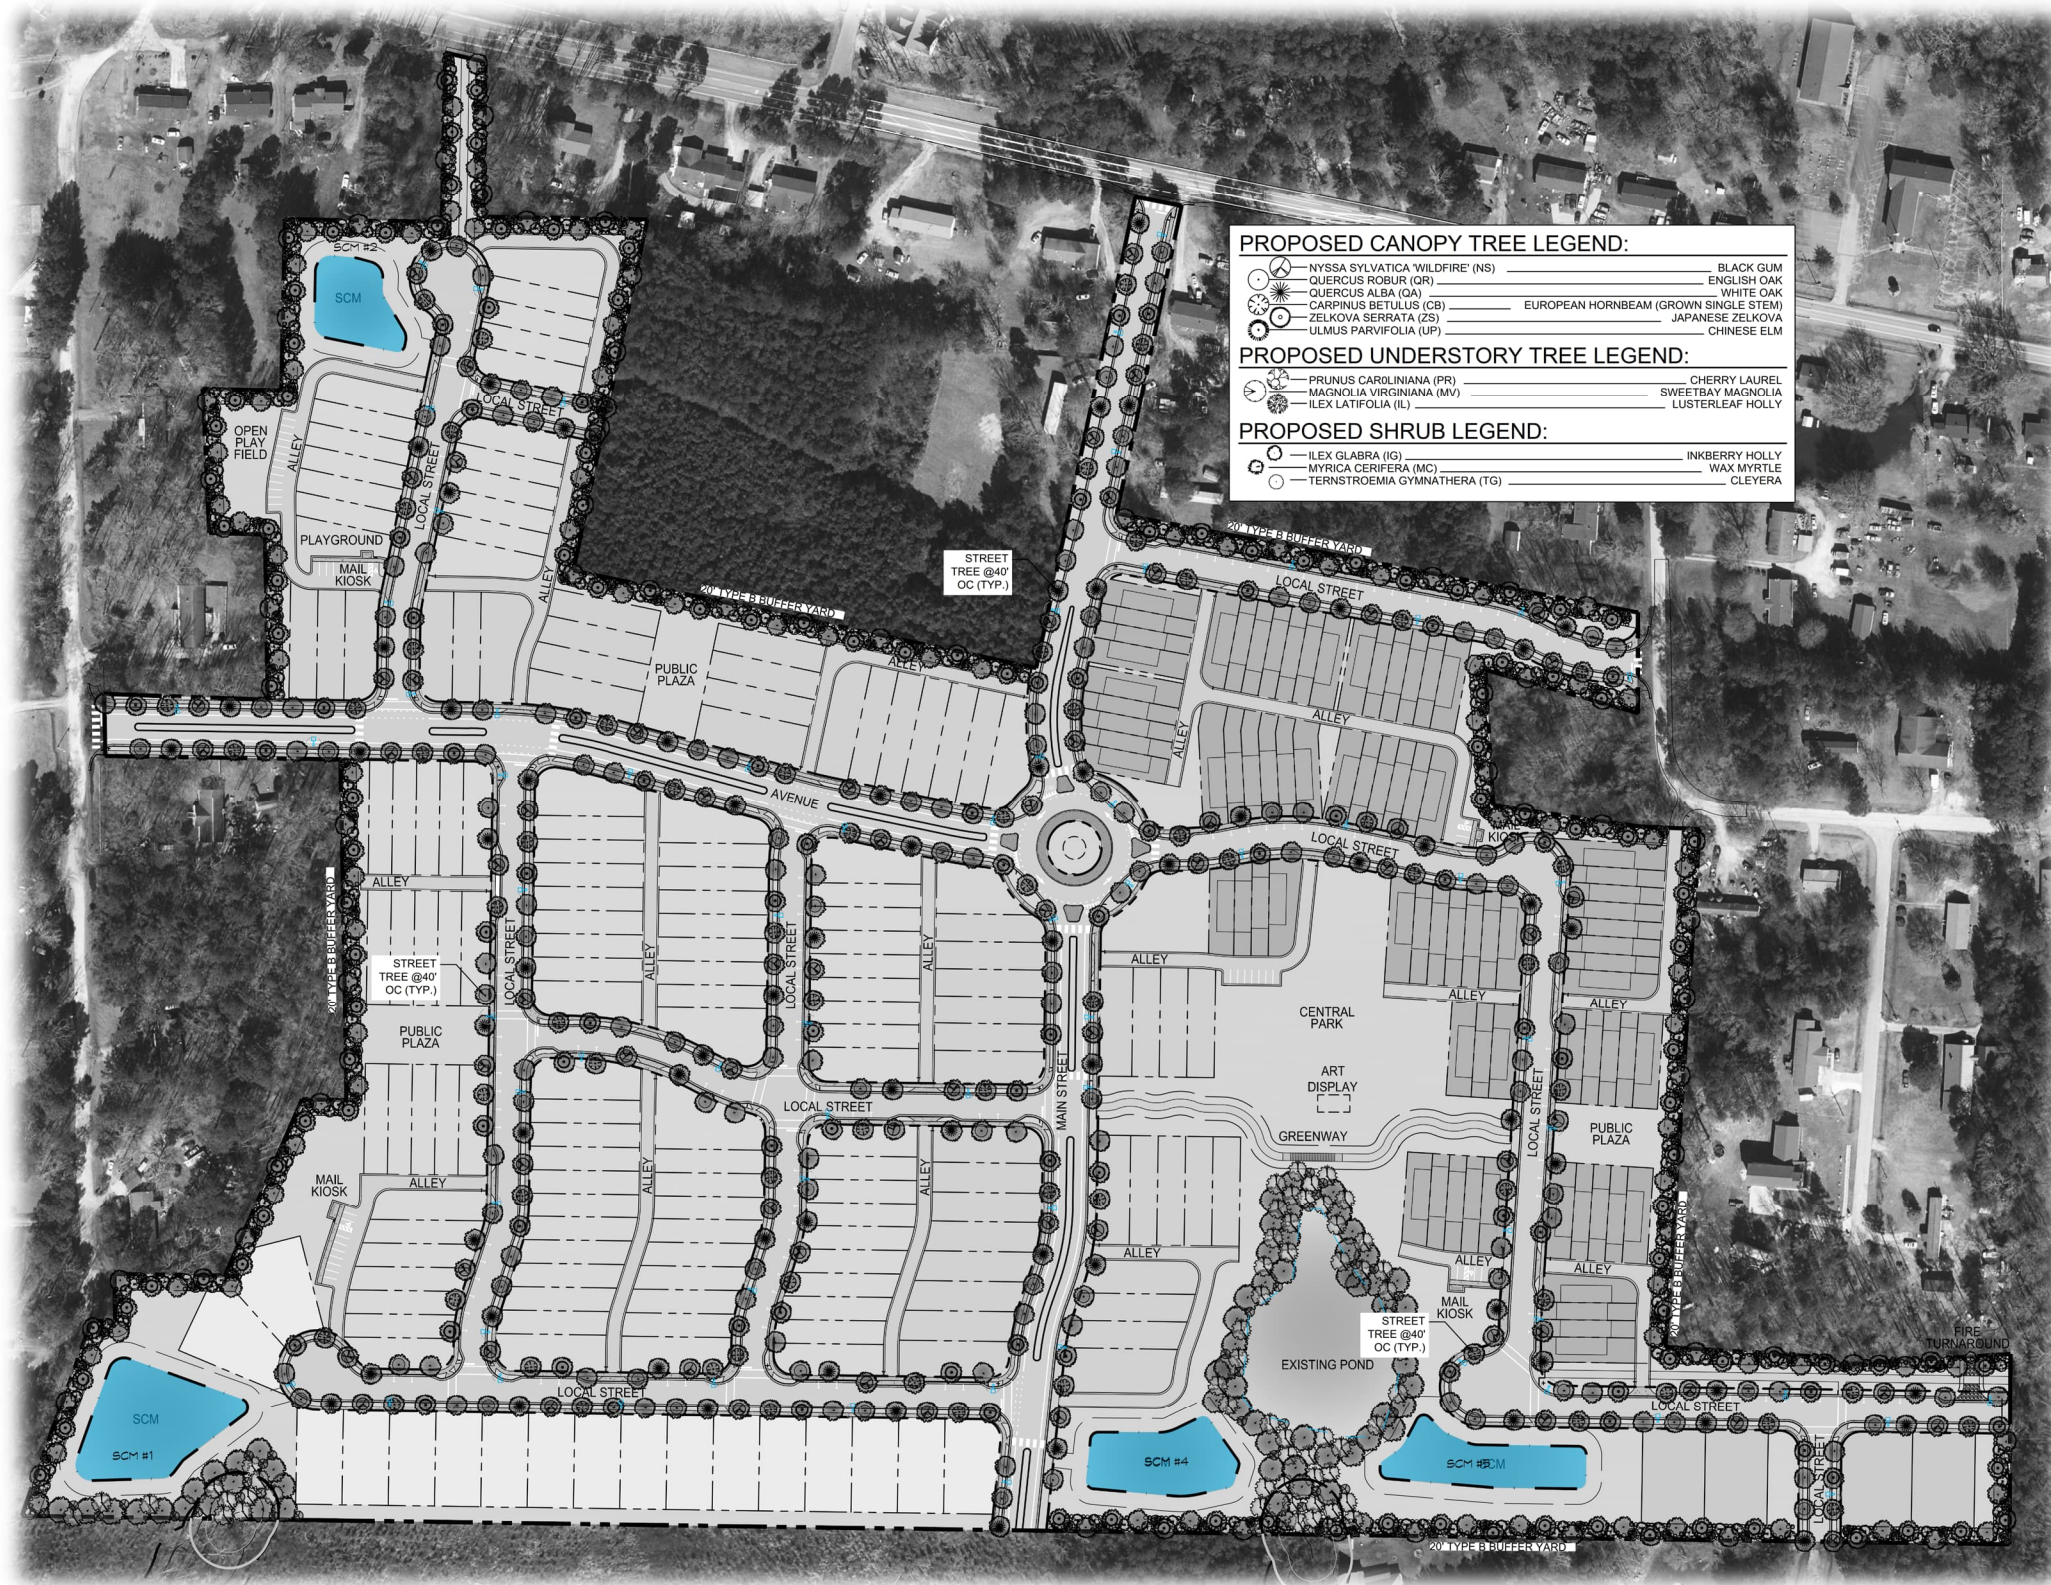 SCM #2
SCM
PROPOSED CANOPY TREE LEGEND:
NYSSA SYLVATICA 'WILDFIRE' (NS) BLACK GUM
QUERCUS ROBUR (QR) ENGLISH OAK
QUERCUS ALBA (QA) WHITE OAK
CARPINUS BETULUS (CB) EUROPEAN HORNBEAM (GROWN SINGLE STEM)
ZELKOVA SERRATA (ZS) JAPANESE ZELKOVA
ULMUS PARVIFOLIA (UP) CHINESE ELM
PROPOSED UNDERSTORY TREE LEGEND:
PRUNUS CAROLINIANA (PR) CHERRY LAUREL
MAGNOLIA VIRGINIANA (MV) SWEETBAY MAGNOLIA
ILEX LATIFOLIA (IL) LUSTERLEAF HOLLY
PROPOSED SHRUB LEGEND:
ILEX GLABRA (IG) INKBERRY HOLLY
MYRICA CERIFERA (MC) WAX MYRTLE
TERNSTROEMIA GYMNATHERA (TG) CLEYERA
LOCAL STREET
OPEN
PLAY
FIELD
ALLEY
LOCAL STREET
PLAYGROUND
MAIL
KIOSK
ALLEY
20' TYPE B BUFFER YARD
STREET
TREE @40'
OC (TYP.)
20' TYPE B BUFFER YARD
LOCAL STREET
PUBLIC
PLAZA
ALLEY
ALLEY
ALLEY
AVENUE
MAIL
KIOSK
LOCAL STREET
ALLEY
20' TYPE B BUFFER YARD
STREET
TREE @40'
OC (TYP.)
LOCAL STREET
ALLEY
LOCAL STREET
ALLEY
ALLEY
ALLEY
ALLEY
PUBLIC
PLAZA
CENTRAL
PARK
ART
DISPLAY
LOCAL STREET
MAIN STREET
GREENWAY
LOCAL STREET
PUBLIC
PLAZA
MAIL
KIOSK
ALLEY
ALLEY
ALLEY
ALLEY
ALLEY
ALLEY
20' TYPE B BUFFER YARD
MAIL
KIOSK
STREET
TREE @40'
OC (TYP.)
FIRE
TURNAROUND
EXISTING POND
LOCAL STREET
LOCAL STREET
SCM
SCM #1
SCM #4
SCM
LOCAL STREET
20' TYPE B BUFFER YARD